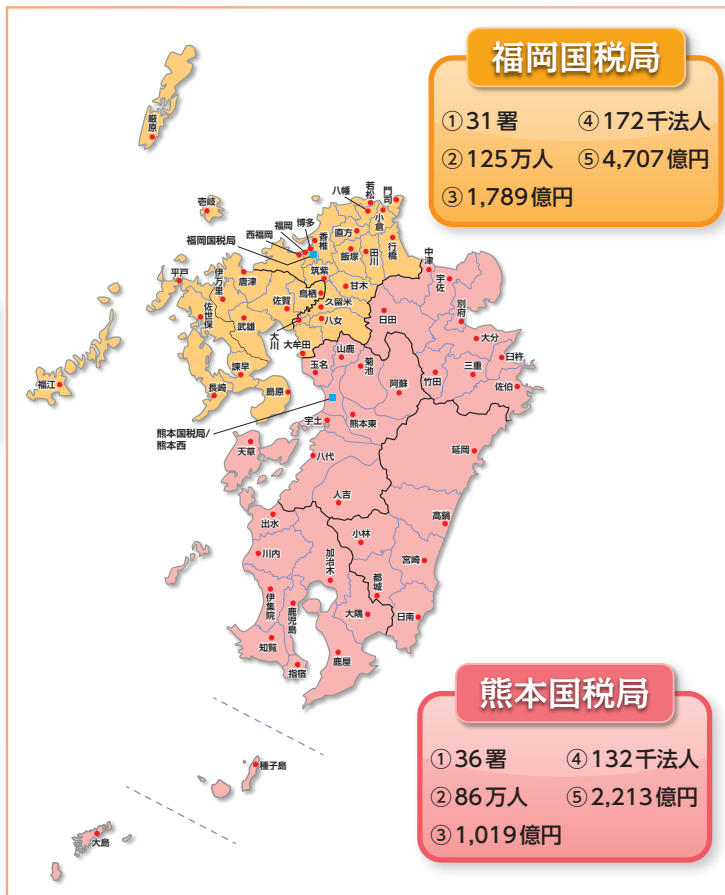 福岡国税局
①31署 ④172千法人
②125万人 ⑤4,707億円
③1,789億円
厳原
壱岐
八幡
若松
門司
小倉
福岡
博多
西福岡
香椎
福岡国税局
直方
飯塚
田川
行橋
中津
宇佐
平戸
伊万里
唐津
筑紫
鳥栖
甘木
佐世保
武雄
佐賀
久留米
八女
大川
大牟田
日田
別府
大分
臼杵
竹田
三重
佐伯
山鹿
菊池
玉名
阿蘇
福江
諫早
長崎
島原
熊本国税局/
熊本西
宇土
熊本東
天草
八代
延岡
人吉
出水
高鍋
小林
川内
加治木
宮崎
都城
伊集院
鹿児島
大隅
日南
知覧
鹿屋
指宿
種子島
大島
熊本国税局
①36署 ④132千法人
②86万人 ⑤2,213億円
③1,019億円